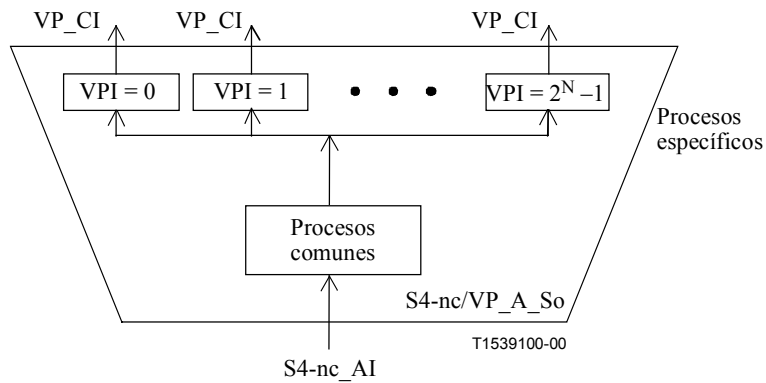 VP_CI VP_CI VP_CI
VPI = 0 VPI = 1 • • • VPI = 2^N –1
Procesos
específicos
Procesos
comunes
S4-nc/VP_A_So
T1539100-00
S4-nc_AI